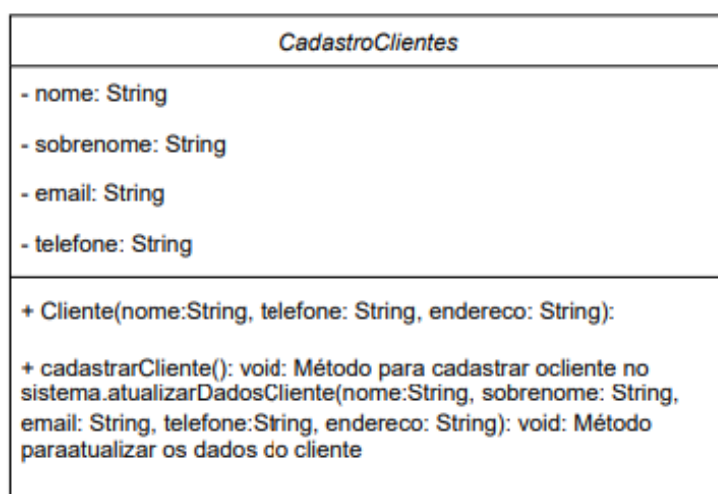 CadastroClientes
- nome: String
- sobrenome: String
- email: String
- telefone: String
+ Cliente(nome:String, telefone: String, endereco: String):
+ cadastrarCliente(): void: Método para cadastrar ocliente no
sistema.atualizarDadosCliente(nome:String, sobrenome: String,
email: String, telefone:String, endereco: String): void: Método
paraatualizar os dados do cliente